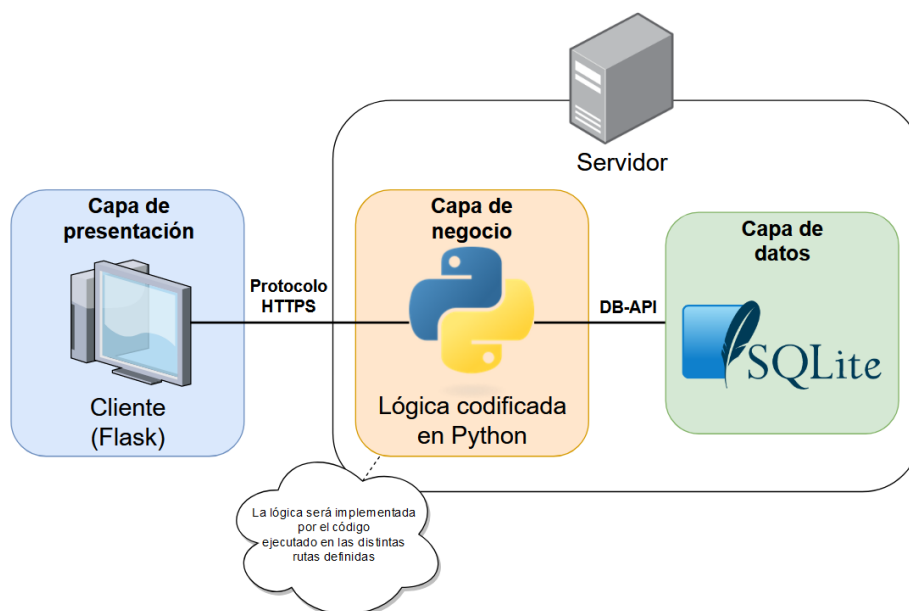 Servidor
Capa de
presentación
Cliente
(Flask)
Protocolo
HTTPS
Capa de
negocio
Lógica codificada
en Python
DB-API
Capa de
datos
SQLite
La lógica será implementada
por el código
ejecutado en las distintas
rutas definidas